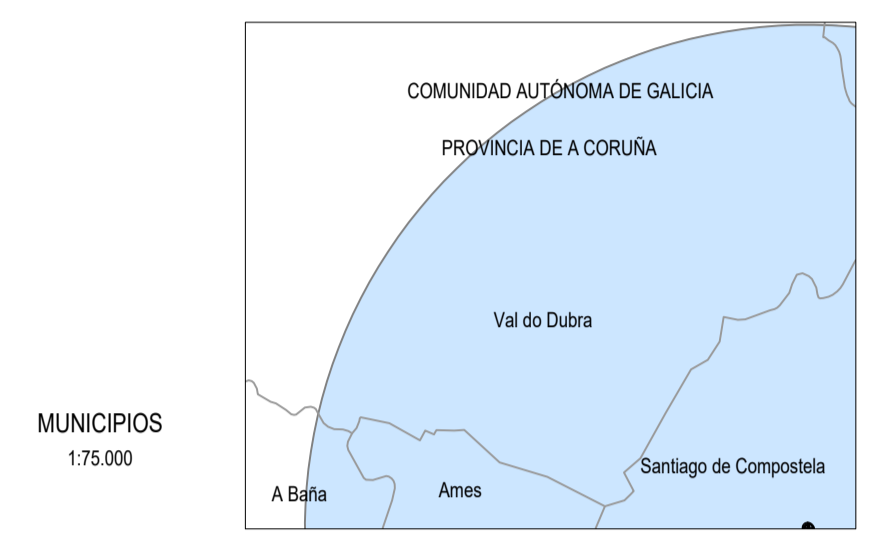 COMUNIDAD AUTÓNOMA DE GALICIA
PROVINCIA DE A CORUÑA
Val do Dubra
MUNICIPIOS
1:75.000
Santiago de Compostela
A Baña
Ames